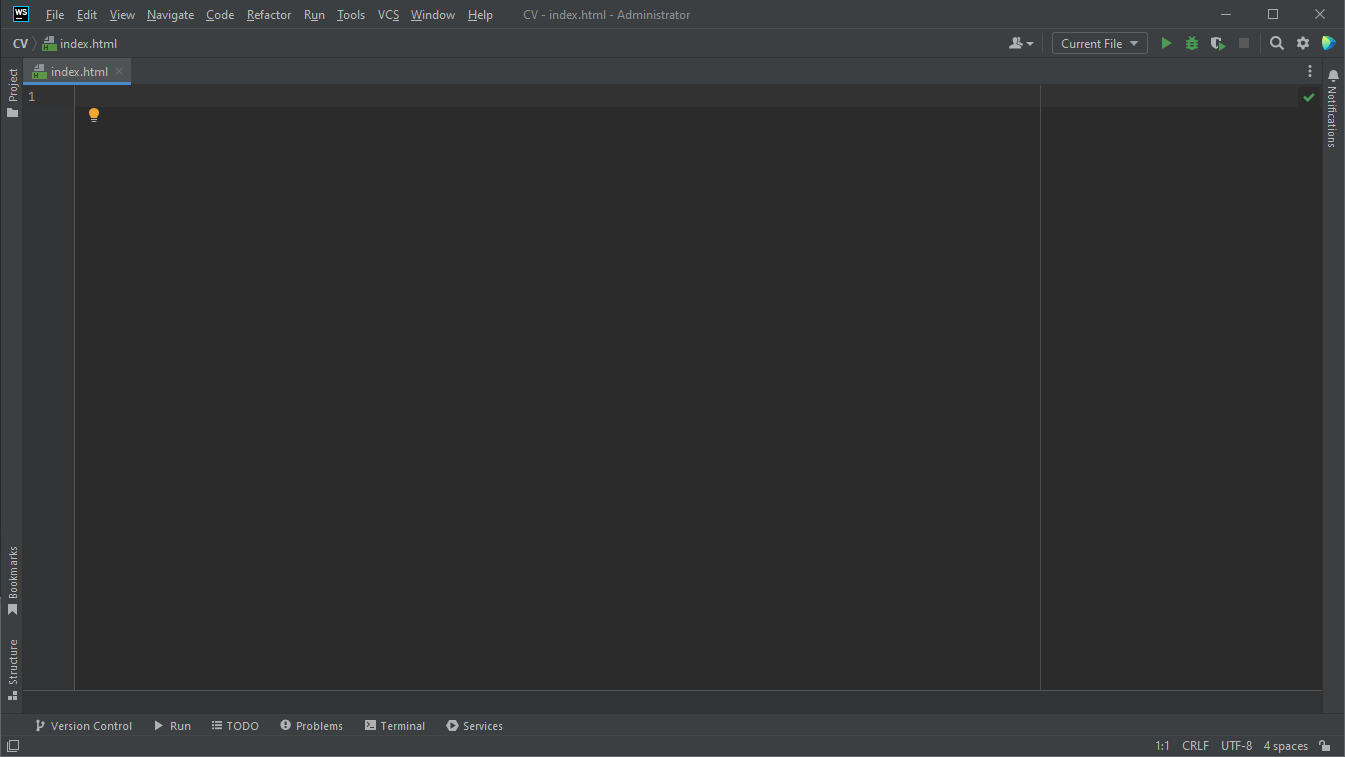 WS File Edit View Navigate Code Refactor Run Tools VCS Window Help CV - index.html - Administrator
CV index.html Current File
Project
index.html
Notifications
1
Bookmarks
Structure
Version Control Run TODO Problems Terminal Services
1:1 CRLF UTF-8 4 spaces